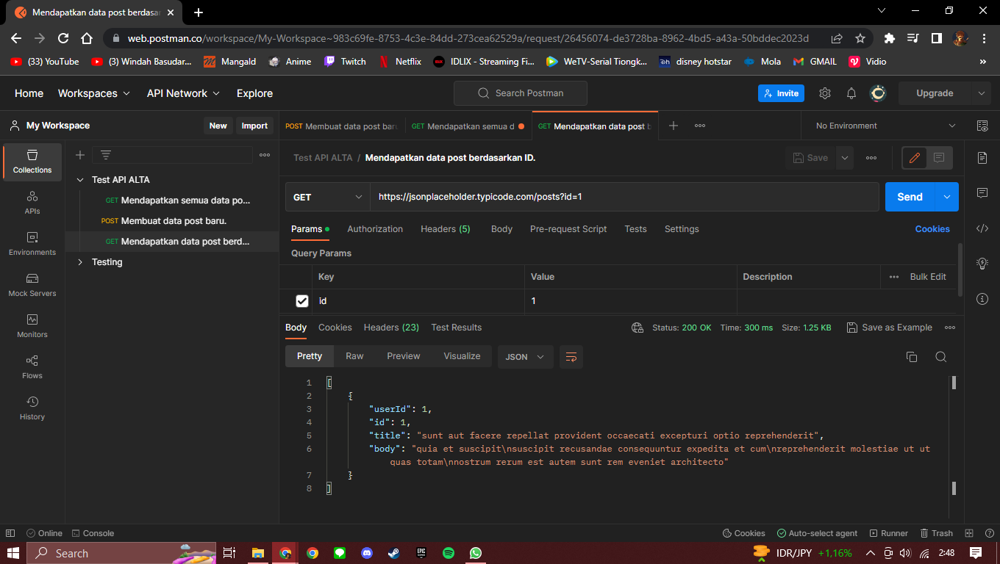 Mendapatkan data post berdasar
web.postman.co/workspace/My-Workspace~983c69fe-8753-4c3e-84dd-273cea62529a/request/26456074-de3728ba-8962-4bd5-a43a-50bddec2023d
(33) YouTube
(3) Windah Basudar...
Mangald
Anime
Twitch
Netflix
IDLIX - Streaming Fi...
WeTV-Serial Tiongk...
disney hotstar
Mola
GMAIL
Vidio
»
Home
Workspaces
API Network
Explore
Search Postman
Invite
Upgrade
My Workspace
New
Import
POST Membuat data post baru
GET Mendapatkan semua d
GET Mendapatkan data post b
No Environment
Collections
APIs
Environments
Mock Servers
Monitors
Flows
History
Test API ALTA
GET Mendapatkan semua data po...
POST Membuat data post baru.
GET Mendapatkan data post berd...
Testing
Test API ALTA / Mendapatkan data post berdasarkan ID.
Save
GET
https://jsonplaceholder.typicode.com/posts?id=1
Send
Params
Authorization
Headers (5)
Body
Pre-request Script
Tests
Settings
Cookies
Query Params
Key
Value
Description
Bulk Edit
id
1
Body
Cookies
Headers (23)
Test Results
Status: 200 OK
Time: 300 ms
Size: 1.25 KB
Save as Example
Pretty
Raw
Preview
Visualize
JSON
1 [
2 {
3 "userId": 1,
4 "id": 1,
5 "title": "sunt aut facere repellat provident occaecati excepturi optio reprehenderit",
6 "body": "quia et suscipit\nsuscipit recusandae consequuntur expedita et cum\nreprehenderit molestiae ut ut
quas totam\nnostrum rerum est autem sunt rem eveniet architecto"
7 }
8 ]
Online
Console
Cookies
Auto-select agent
Runner
Trash
Search
EPIC
IDR/JPY +1,16%
2:48